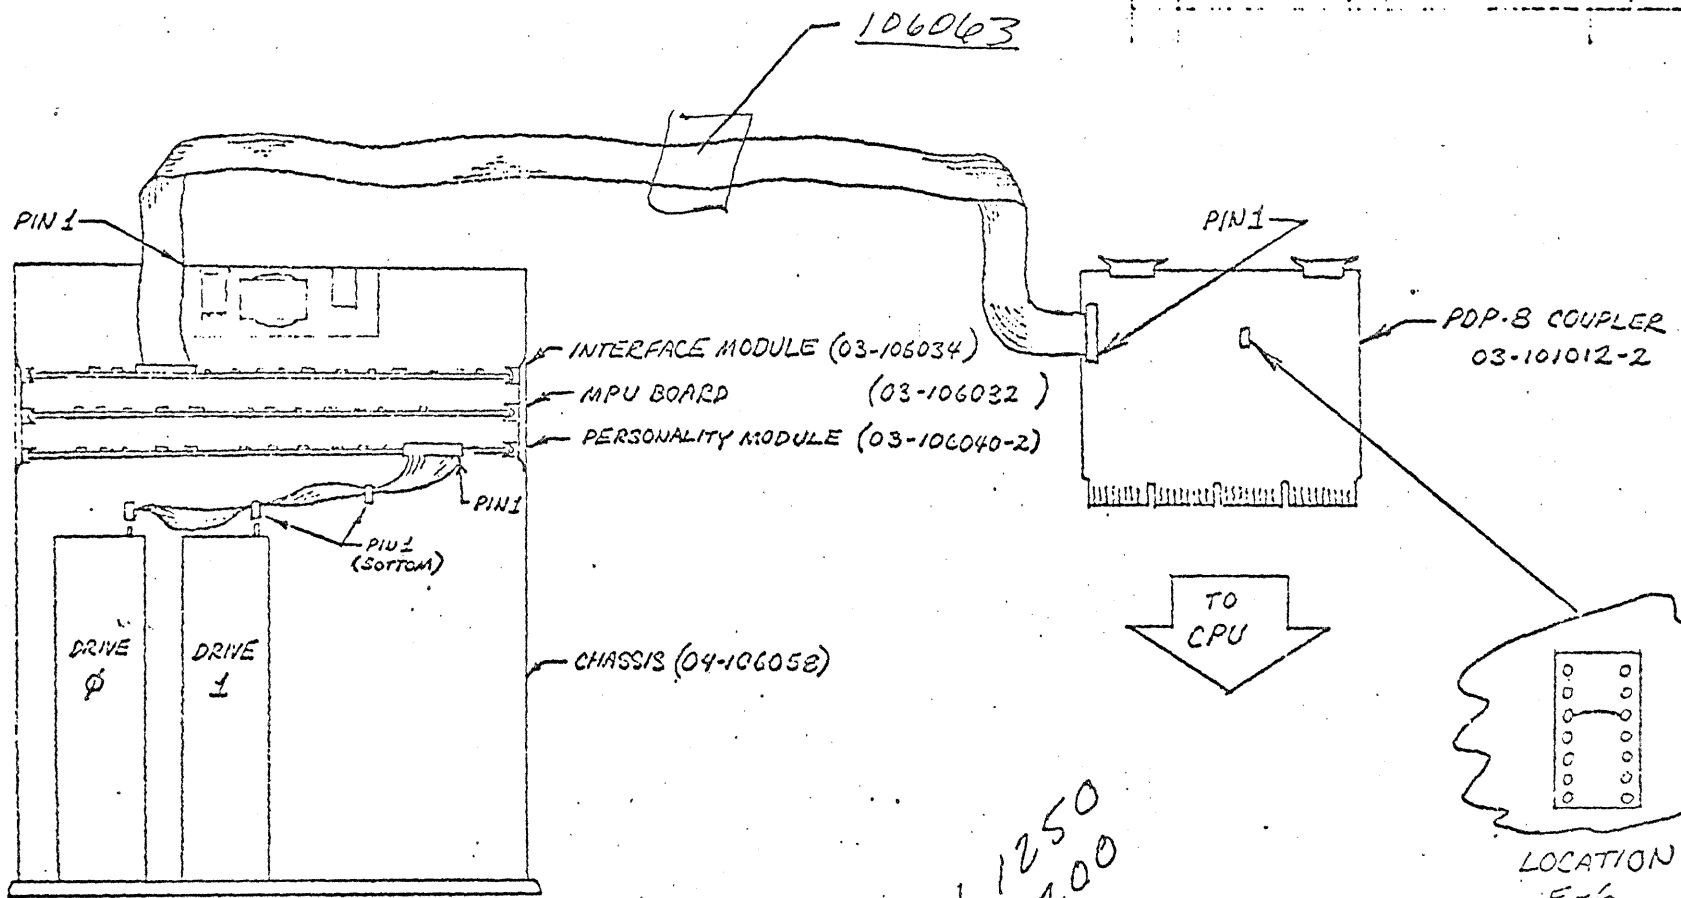 106063
PIN 1
PIN 1
INTERFACE MODULE (03-106034)
MPU BOARD (03-106032 )
PERSONALITY MODULE (03-106040-2)
PDP-8 COUPLER
03-101012-2
PIN 1
PIN 1
(BOTTOM)
DRIVE
Ø
DRIVE
1
CHASSIS (04-106058)
TO
CPU
1250
LOCATION